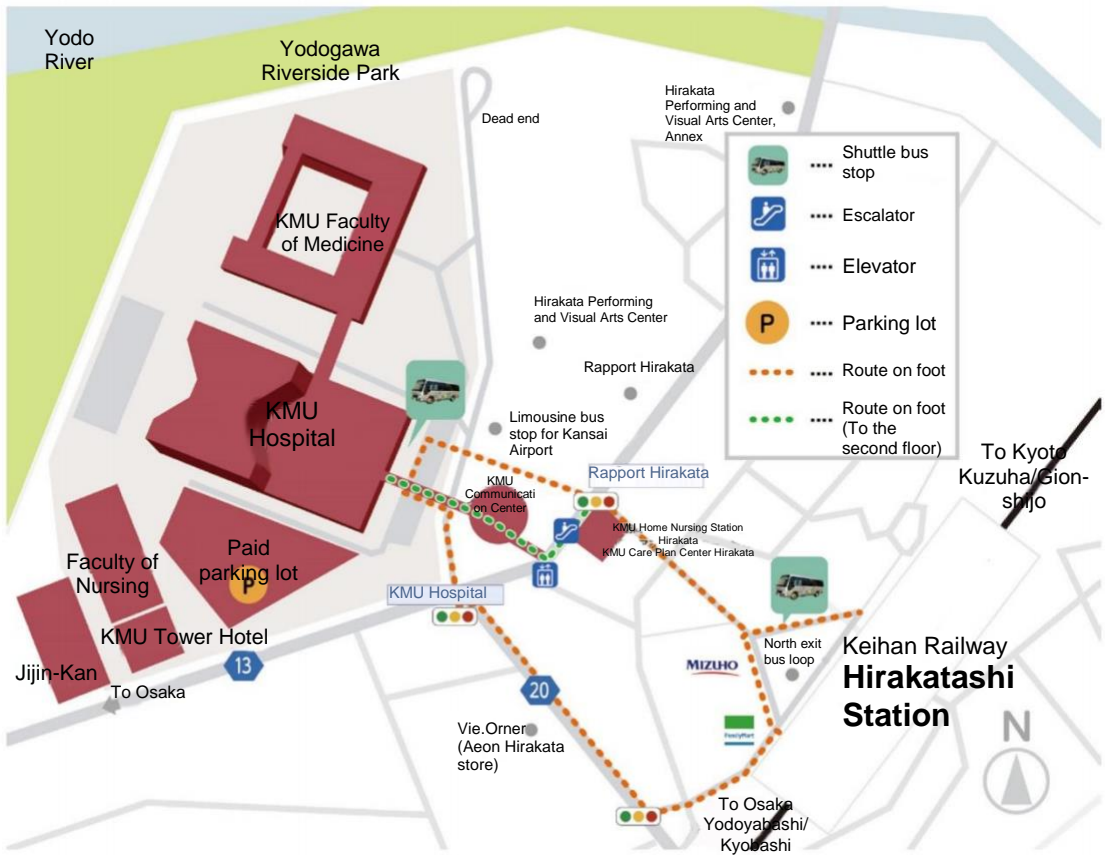 Yodo
River
Yodogawa
Riverside Park
Dead end
Hirakata
Performing and
Visual Arts Center,
Annex
Shuttle bus
stop
Escalator
Elevator
P
Parking lot
Route on foot
Route on foot
(To the
second floor)
KMU Faculty
of Medicine
Hirakata Performing
and Visual Arts Center
Rapport Hirakata
KMU
Hospital
Limousine bus
stop for Kansai
Airport
Rapport Hirakata
To Kyoto
Kuzuha/Gion-
shijo
KMU
Communicati
on Center
KMU Home Nursing Station
Hirakata
KMU Care Plan Center Hirakata
Faculty of
Nursing
Paid
parking lot
P
KMU Hospital
KMU Tower Hotel
Jijin-Kan
13
To Osaka
20
MIZUHO
North exit
bus loop
Keihan Railway
Hirakatashi
Station
FamilyMart
Vie.Orner
(Aeon Hirakata
store)
N
To Osaka
Yodoyabashi/
Kyobashi